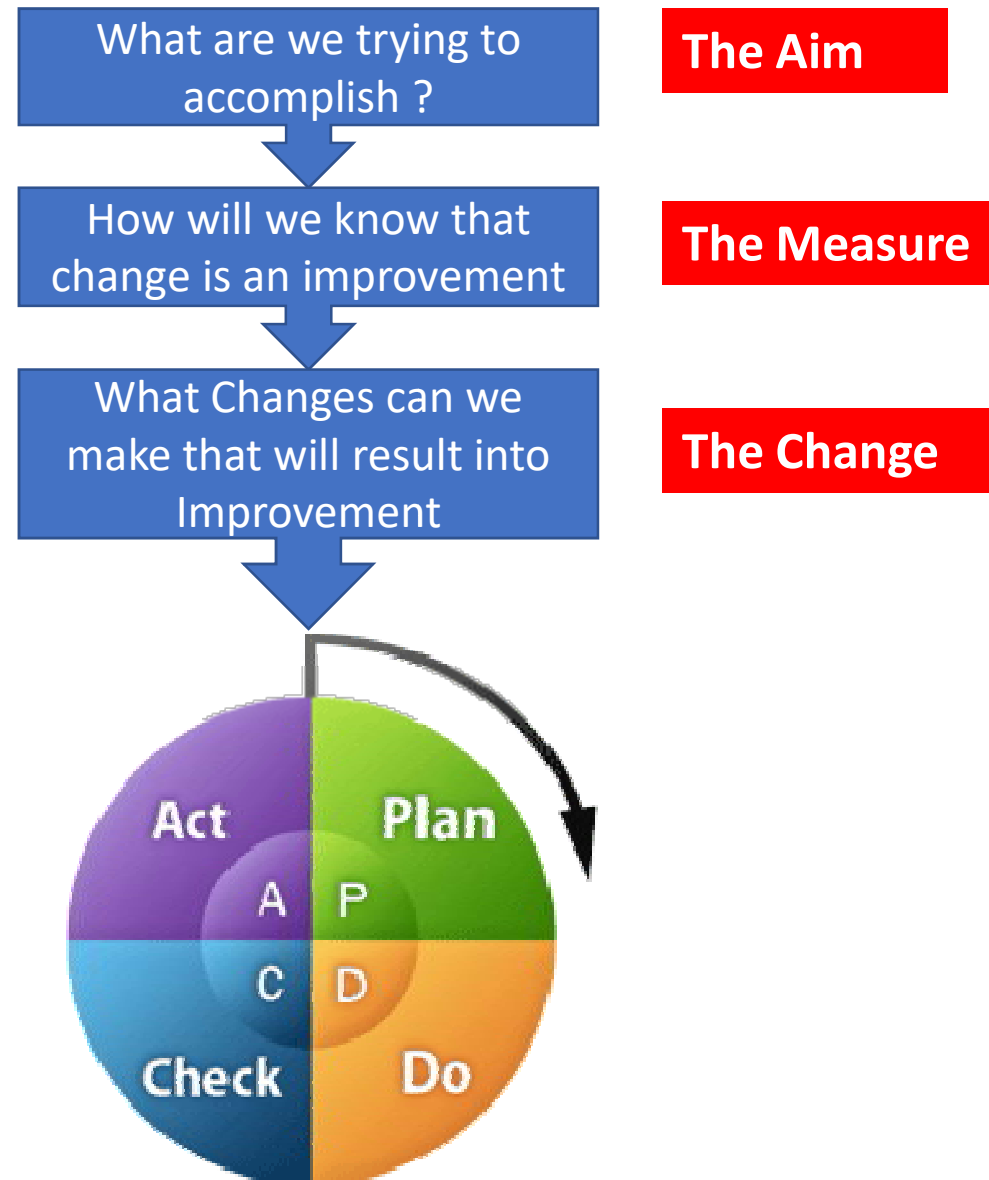 What are we trying to
accomplish ?
The Aim
How will we know that
change is an improvement
The Measure
What Changes can we
make that will result into
Improvement
The Change
Act
Plan
A
P
C
D
Check
Do